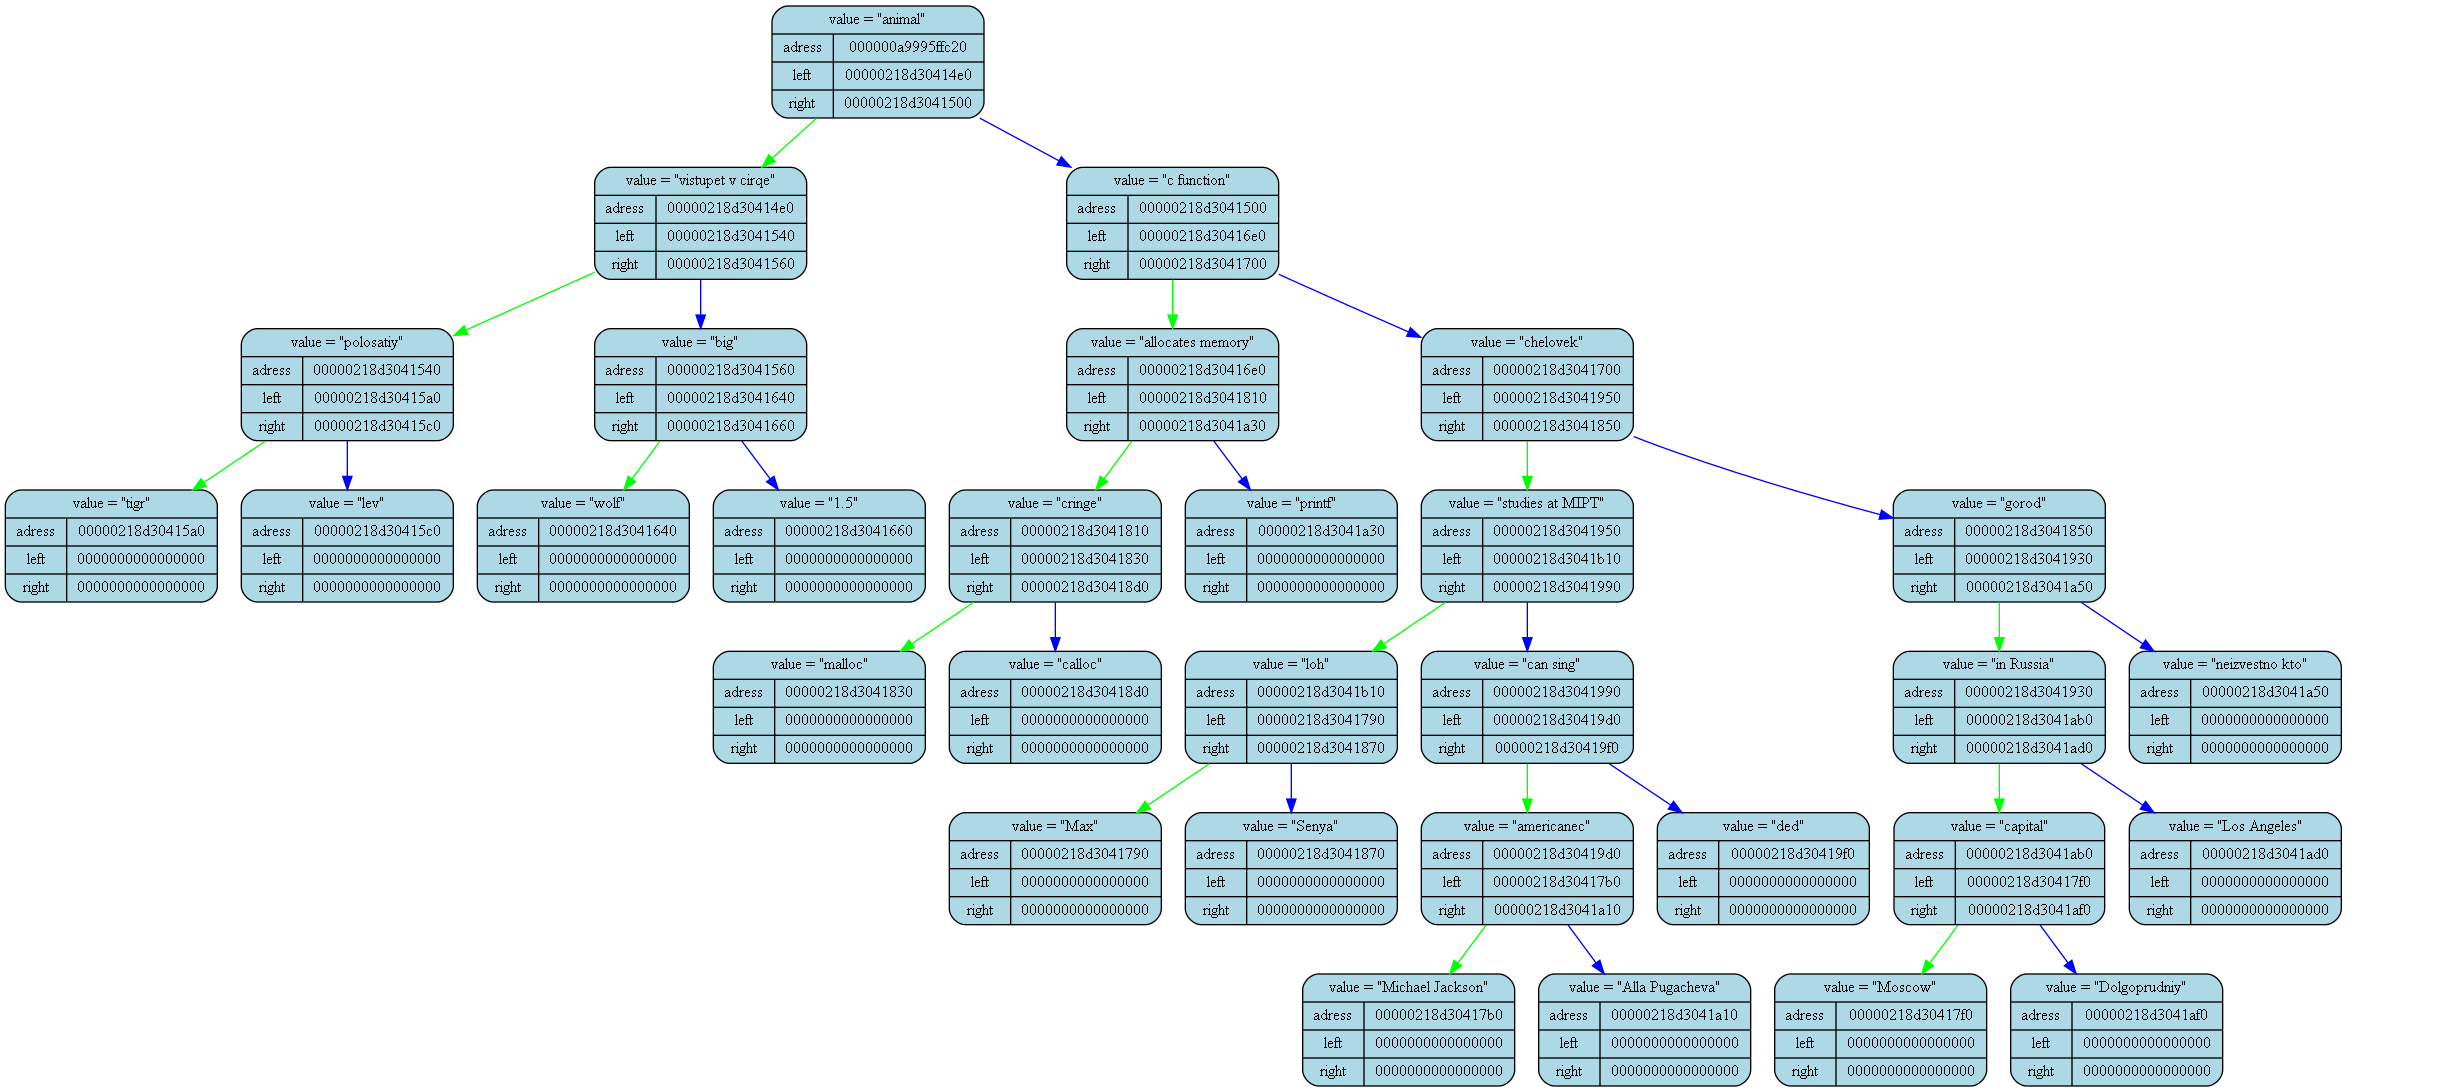 value = "animal"
adress 000000a9995ffc20
left 00000218d30414e0
right 00000218d3041500
value = "vistupet v cirqe"
adress 00000218d30414e0
left 00000218d3041540
right 00000218d3041560
value = "c function"
adress 00000218d3041500
left 00000218d30416e0
right 00000218d3041700
value = "polosatiy"
adress 00000218d3041540
left 00000218d30415a0
right 00000218d30415c0
value = "big"
adress 00000218d3041560
left 00000218d3041640
right 00000218d3041660
value = "allocates memory"
adress 00000218d30416e0
left 00000218d3041810
right 00000218d3041a30
value = "chelovek"
adress 00000218d3041700
left 00000218d3041950
right 00000218d3041850
value = "tigr"
adress 00000218d30415a0
left 0000000000000000
right 0000000000000000
value = "lev"
adress 00000218d30415c0
left 0000000000000000
right 0000000000000000
value = "wolf"
adress 00000218d3041640
left 0000000000000000
right 0000000000000000
value = "1.5"
adress 00000218d3041660
left 0000000000000000
right 0000000000000000
value = "cringe"
adress 00000218d3041810
left 00000218d3041830
right 00000218d30418d0
value = "printf"
adress 00000218d3041a30
left 0000000000000000
right 0000000000000000
value = "studies at MIPT"
adress 00000218d3041950
left 00000218d3041b10
right 00000218d3041990
value = "gorod"
adress 00000218d3041850
left 00000218d3041930
right 00000218d3041a50
value = "malloc"
adress 00000218d3041830
left 0000000000000000
right 0000000000000000
value = "calloc"
adress 00000218d30418d0
left 0000000000000000
right 0000000000000000
value = "loh"
adress 00000218d3041b10
left 00000218d3041790
right 00000218d3041870
value = "can sing"
adress 00000218d3041990
left 00000218d30419d0
right 00000218d30419f0
value = "in Russia"
adress 00000218d3041930
left 00000218d3041ab0
right 00000218d3041ad0
value = "neizvestno kto"
adress 00000218d3041a50
left 0000000000000000
right 0000000000000000
value = "Max"
adress 00000218d3041790
left 0000000000000000
right 0000000000000000
value = "Senya"
adress 00000218d3041870
left 0000000000000000
right 0000000000000000
value = "americanec"
adress 00000218d30419d0
left 00000218d30417b0
right 00000218d3041a10
value = "ded"
adress 00000218d30419f0
left 0000000000000000
right 0000000000000000
value = "capital"
adress 00000218d3041ab0
left 00000218d30417f0
right 00000218d3041af0
value = "Los Angeles"
adress 00000218d3041ad0
left 0000000000000000
right 0000000000000000
value = "Michael Jackson"
adress 00000218d30417b0
left 0000000000000000
right 0000000000000000
value = "Alla Pugacheva"
adress 00000218d3041a10
left 0000000000000000
right 0000000000000000
value = "Moscow"
adress 00000218d30417f0
left 0000000000000000
right 0000000000000000
value = "Dolgoprudniy"
adress 00000218d3041af0
left 0000000000000000
right 0000000000000000